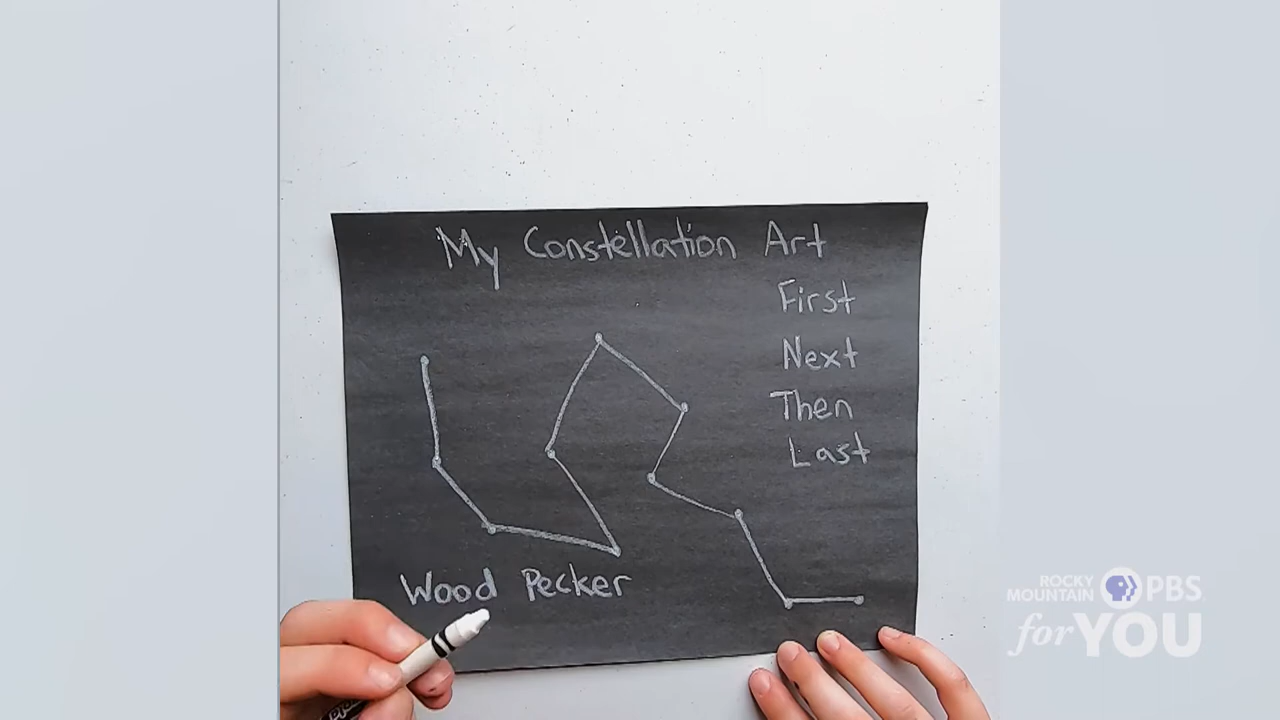 My Constellation Art
First
Next
Then
Last
Wood Pecker
ROCKY
MOUNTAIN PBS
for YOU